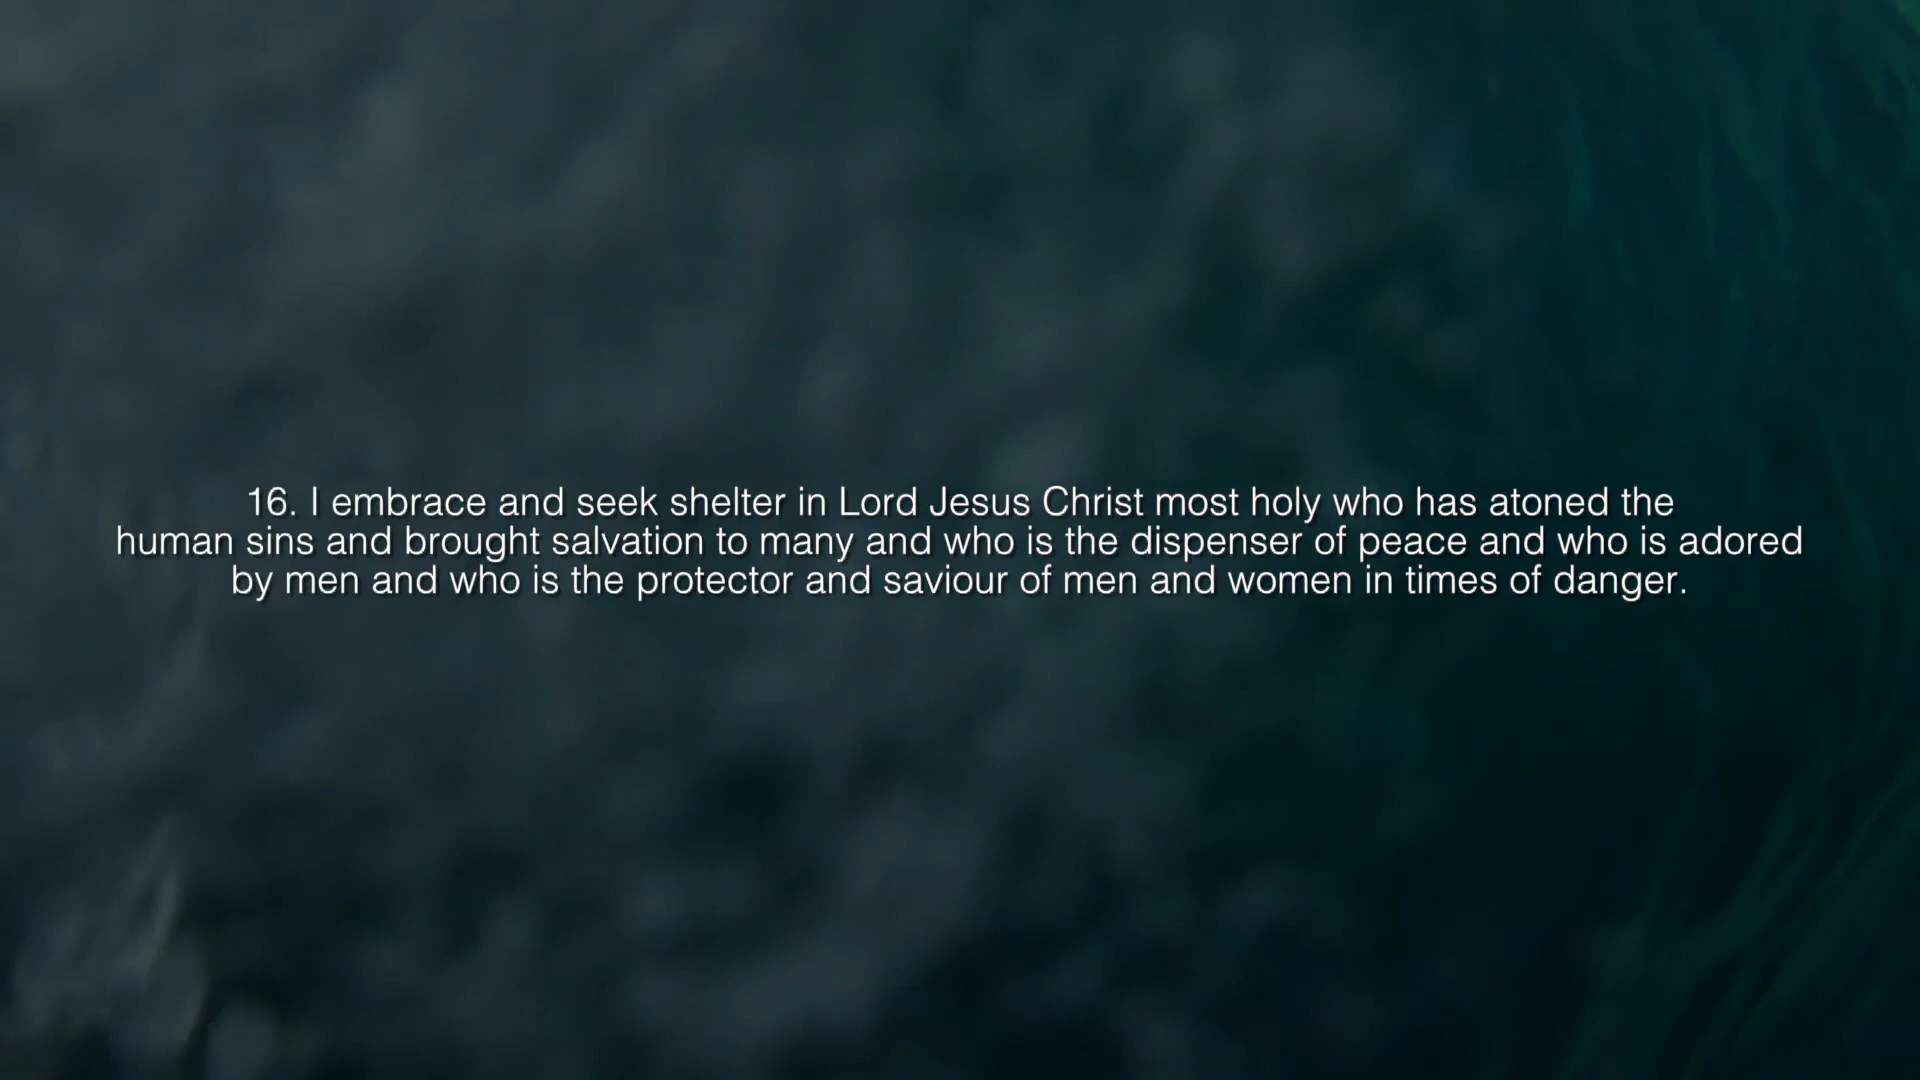 16. I embrace and seek shelter in Lord Jesus Christ most holy who has atoned the
human sins and brought salvation to many and who is the dispenser of peace and who is adored
by men and who is the protector and saviour of men and women in times of danger.